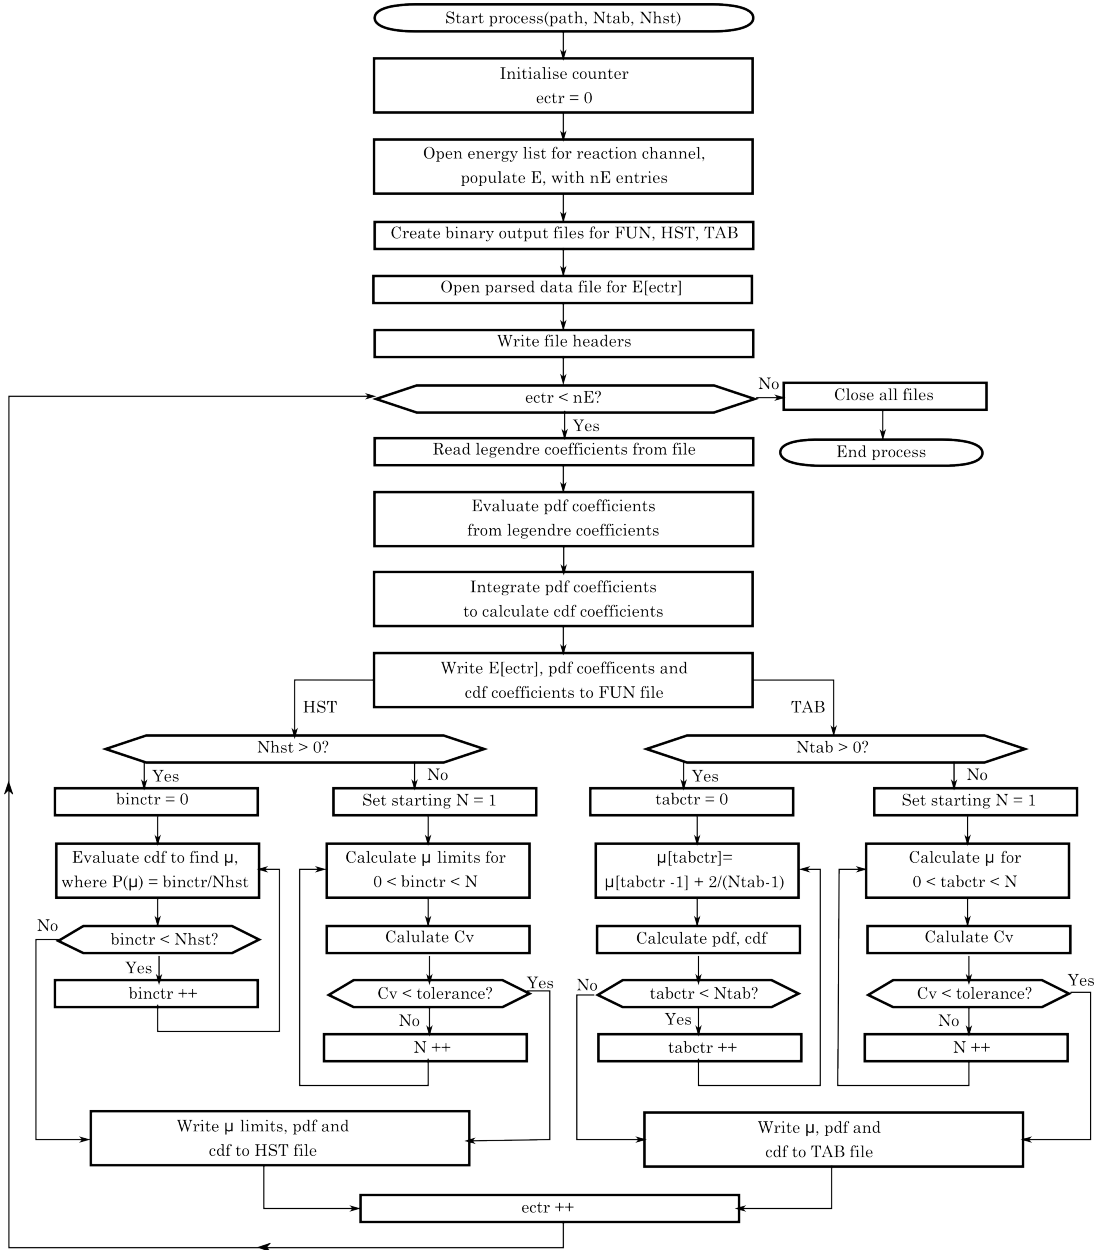 Start process(path, Ntab, Nhst)
Initialise counter
ectr = 0
Open energy list for reaction channel,
populate E, with nE entries
Create binary output files for FUN, HST, TAB
Open parsed data file for E[ectr]
Write file headers
ectr < nE?
No
Close all files
Yes
End process
Read legendre coefficients from file
Evaluate pdf coefficients
from legendre coefficients
Integrate pdf coefficients
to calculate cdf coefficients
Write E[ectr], pdf coefficents and
cdf coefficients to FUN file
HST
TAB
Nhst > 0?
Yes
No
binctr = 0
Set starting N = 1
Evaluate cdf to find μ,
where P(μ) = binctr/Nhst
Calculate μ limits for
0 < binctr < N
No
binctr < Nhst?
Calulate Cv
Yes
binctr ++
Cv < tolerance?
Yes
No
N ++
Write μ limits, pdf and
cdf to HST file
Ntab > 0?
Yes
No
tabctr = 0
Set starting N = 1
μ[tabctr]=
μ[tabctr -1] + 2/(Ntab-1)
Calculate μ for
0 < tabctr < N
Calculate pdf, cdf
Calulate Cv
No
tabctr < Ntab?
Cv < tolerance?
Yes
Yes
No
tabctr ++
N ++
Write μ, pdf and
cdf to TAB file
ectr ++